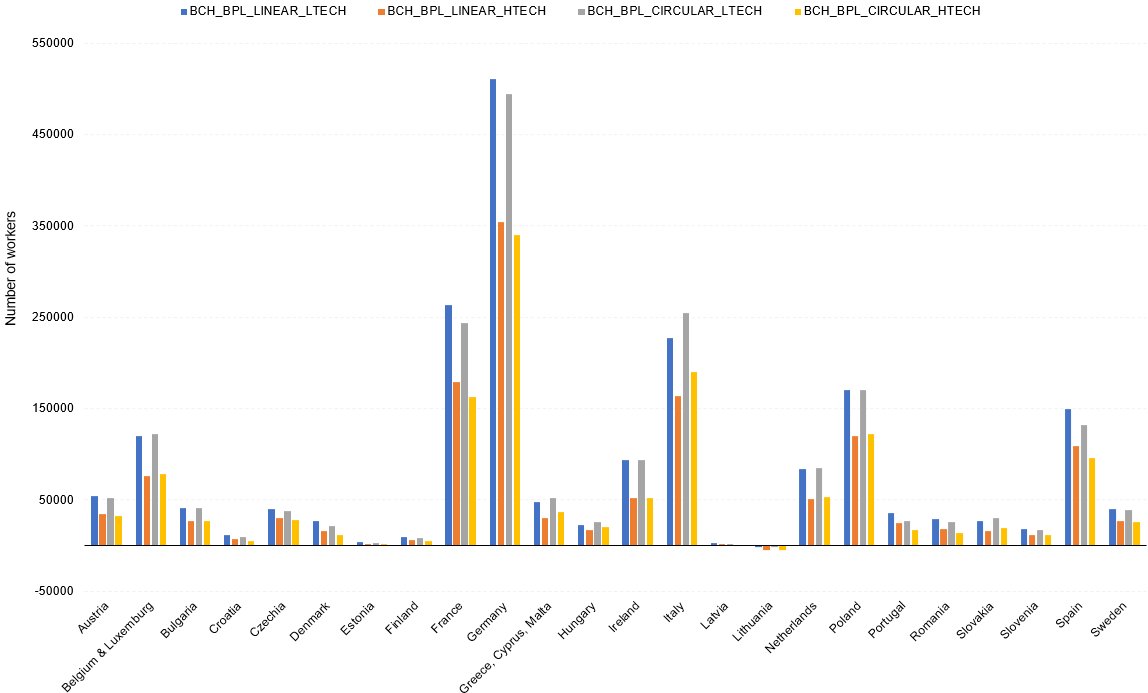 BCH_BPL_LINEAR_LTECH BCH_BPL_LINEAR_HTECH BCH_BPL_CIRCULAR_LTECH BCH_BPL_CIRCULAR_HTECH
550000
450000
350000
250000
150000
50000
-50000
Number of workers
Austria
Belgium & Luxemburg
Bulgaria
Croatia
Czechia
Denmark
Estonia
Finland
France
Germany
Greece, Cyprus, Malta
Hungary
Ireland
Italy
Latvia
Lithuania
Netherlands
Poland
Portugal
Romania
Slovakia
Slovenia
Spain
Sweden